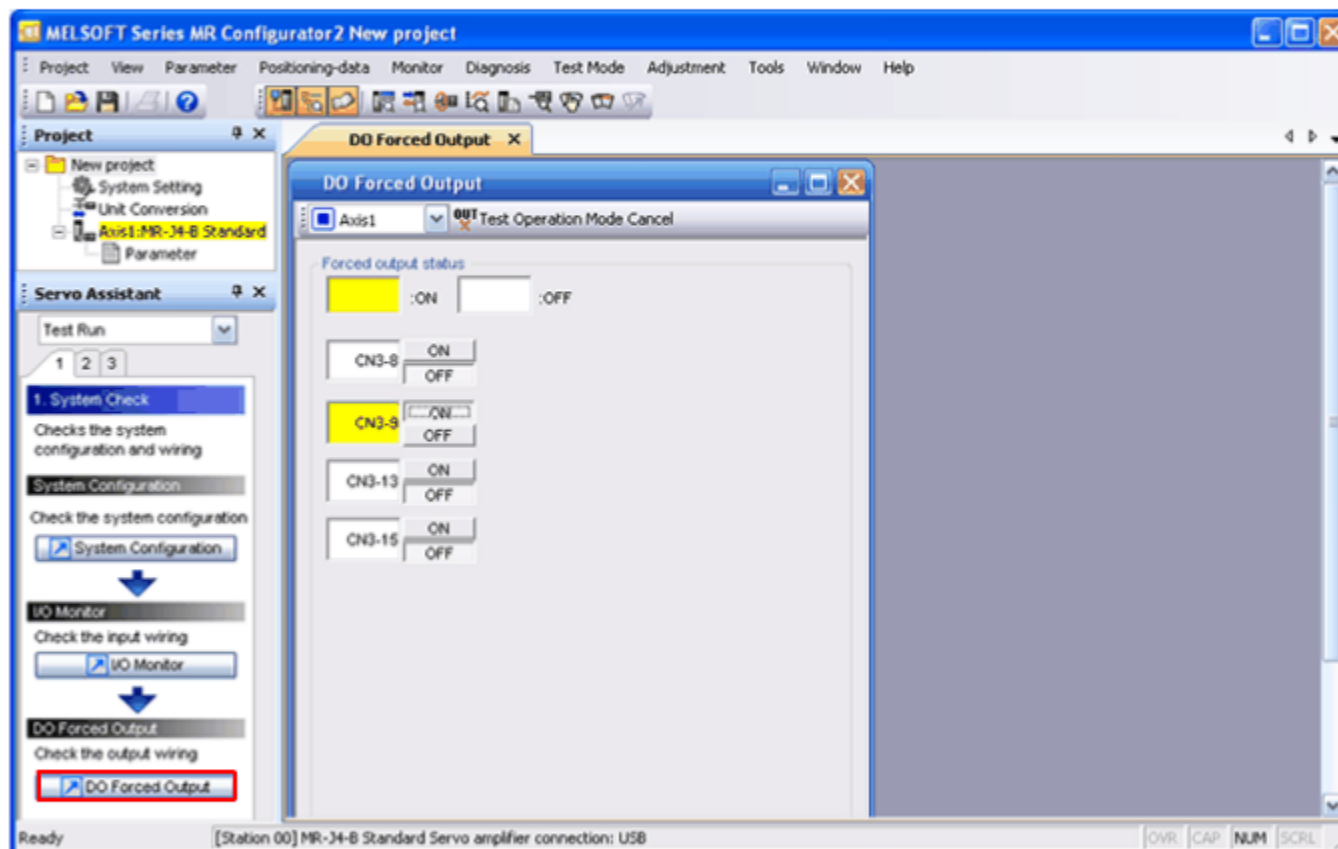 MELSOFT Series MR Configurator2 New project
Project View Parameter Positioning-data Monitor Diagnosis Test Mode Adjustment Tools Window Help
Project
New project
System Setting
Unit Conversion
Axis1:MR-J4-B Standard
Parameter
Servo Assistant
Test Run
1 2 3
1. System Check
Checks the system
configuration and wiring
System Configuration
Check the system configuration
System Configuration
I/O Monitor
Check the input wiring
I/O Monitor
DO Forced Output
Check the output wiring
DO Forced Output
DO Forced Output
DO Forced Output
Axis1 OUT Test Operation Mode Cancel
Forced output status
:ON :OFF
CN3-8 ON
OFF
CN3-9 ON
OFF
CN3-13 ON
OFF
CN3-15 ON
OFF
Ready [Station 00] MR-J4-B Standard Servo amplifier connection: USB OVR CAP NUM SCRL